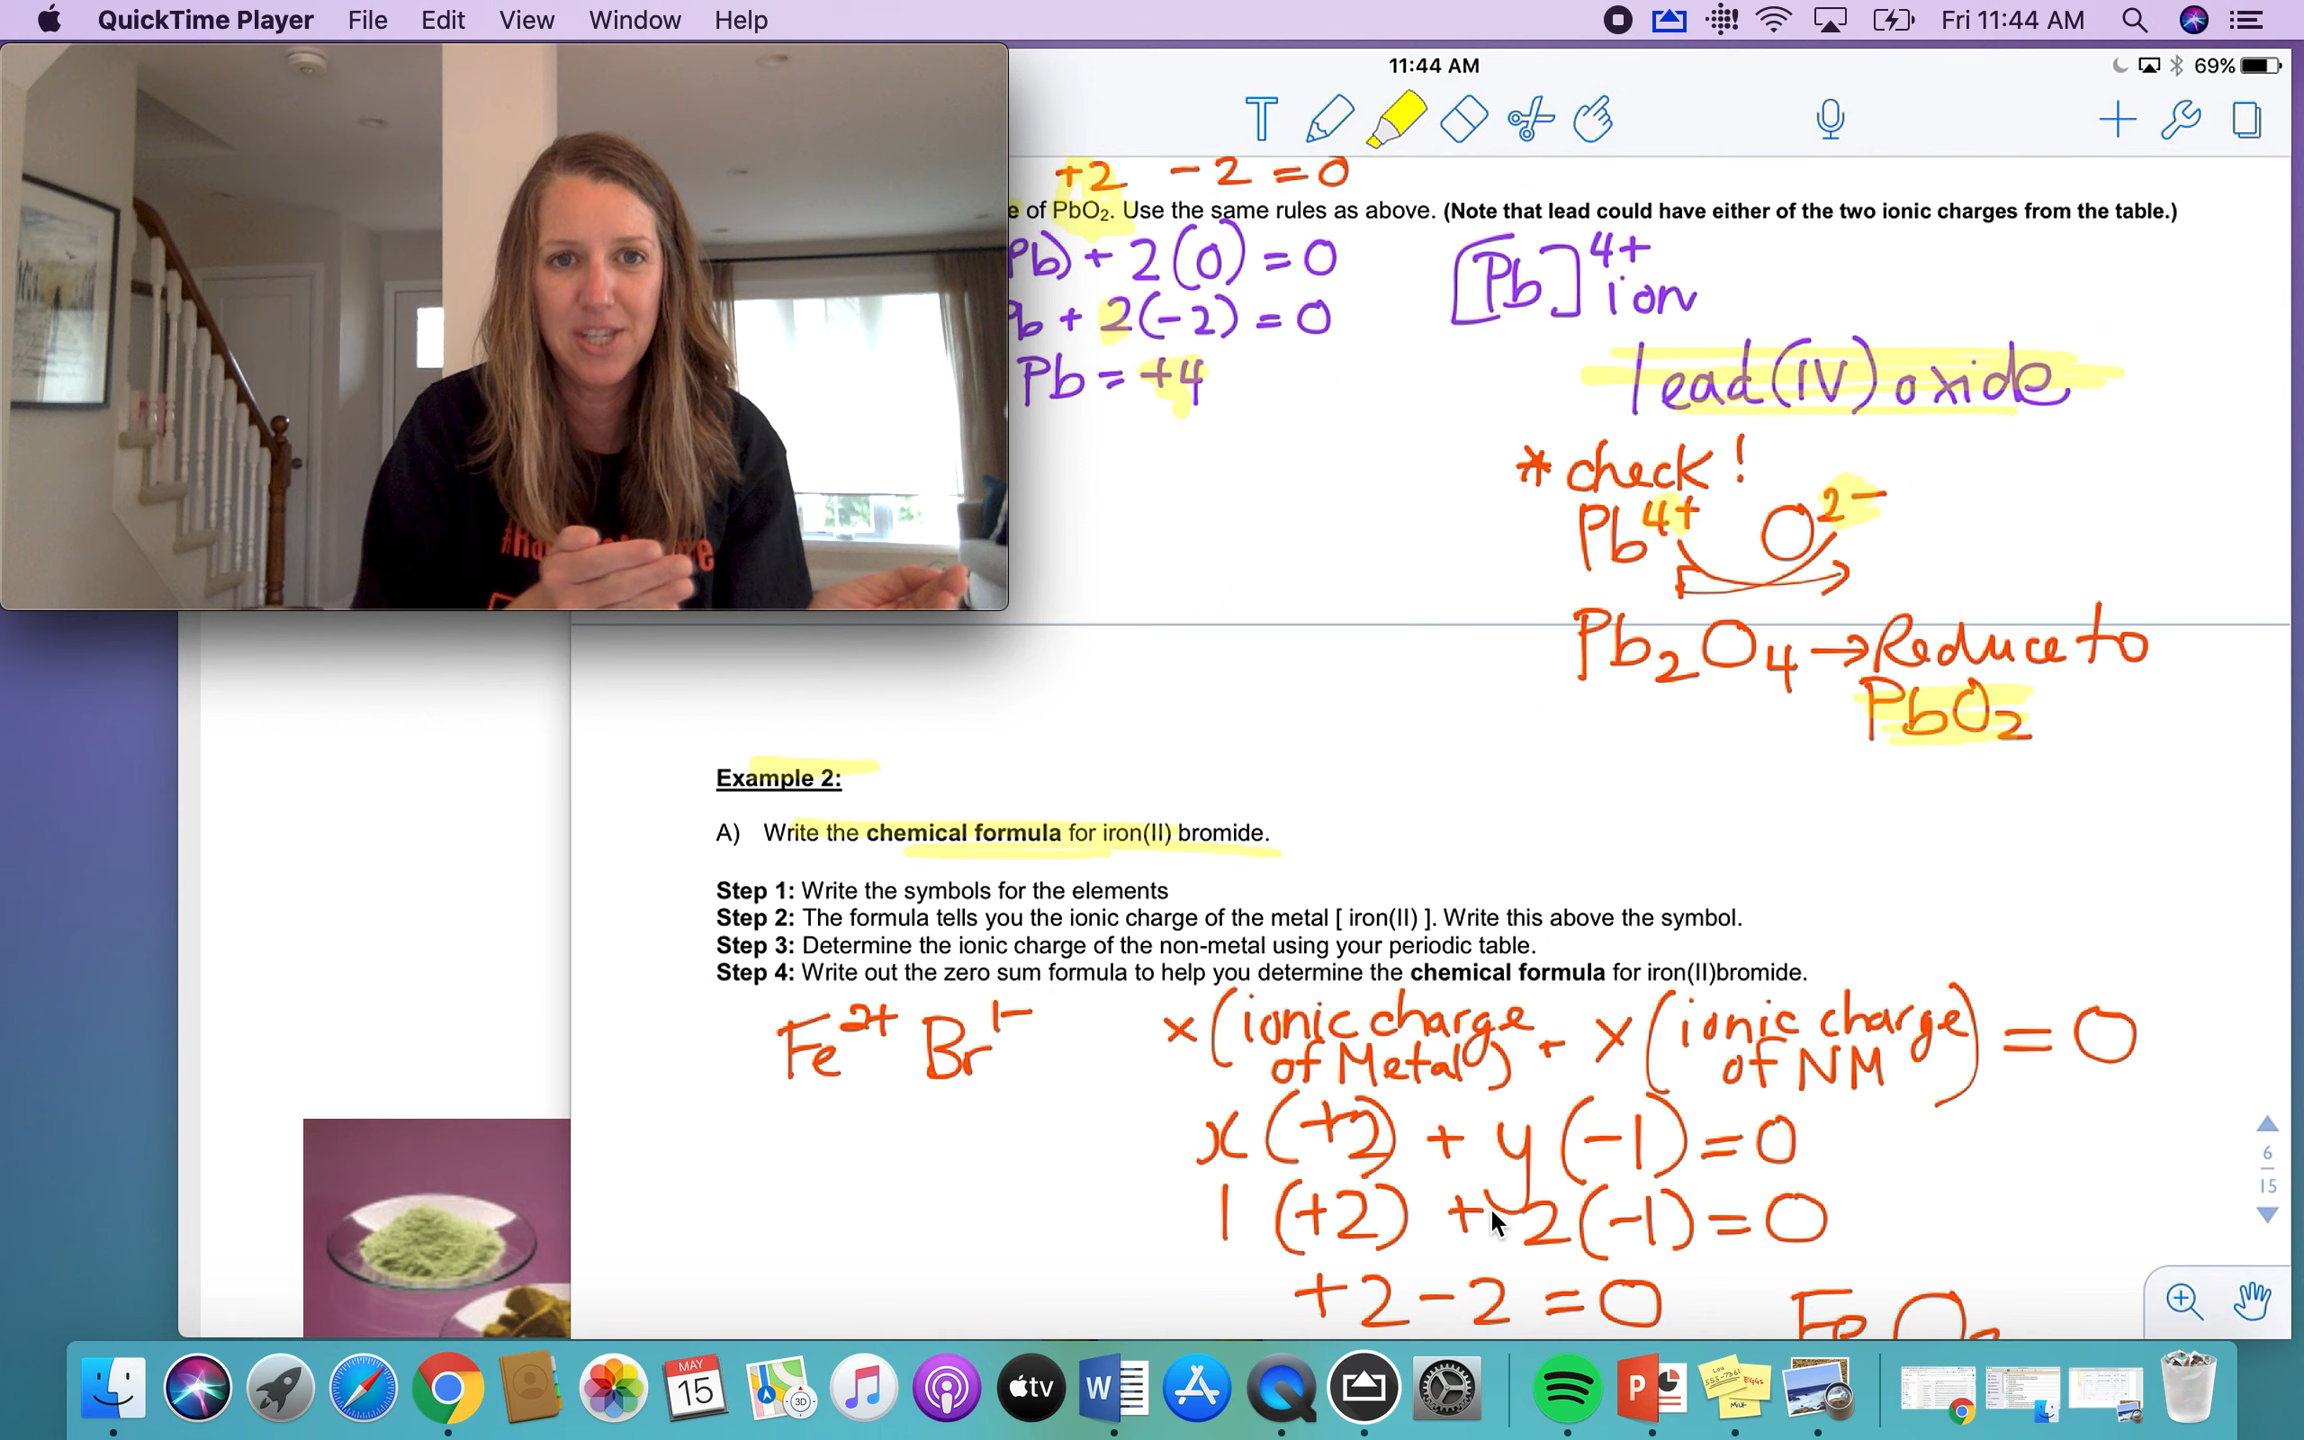 QuickTime Player File Edit View Window Help Fri 11:44 AM
11:44 AM 69%
T
+2 - 2 = 0
e of PbO₂. Use the same rules as above. (Note that lead could have either of the two ionic charges from the table.)
Pb) + 2(0) = 0
Pb + 2(-2) = 0
Pb = +4
[Pb]⁴⁺ ion
lead(IV) oxide
* check!
Pb⁴⁺ O²⁻
Pb₂O₄ → Reduce to
PbO₂
Example 2:
A) Write the chemical formula for iron(II) bromide.
Step 1: Write the symbols for the elements
Step 2: The formula tells you the ionic charge of the metal [ iron(II) ]. Write this above the symbol.
Step 3: Determine the ionic charge of the non-metal using your periodic table.
Step 4: Write out the zero sum formula to help you determine the chemical formula for iron(II)bromide.
Fe²⁺ Br¹⁻
x (ionic charge of Metal) + x (ionic charge of NM) = 0
x (+2) + y (-1) = 0
1 (+2) + 2(-1) = 0
+2 - 2 = 0
6
15
MAY
15
3D
tv
W
P